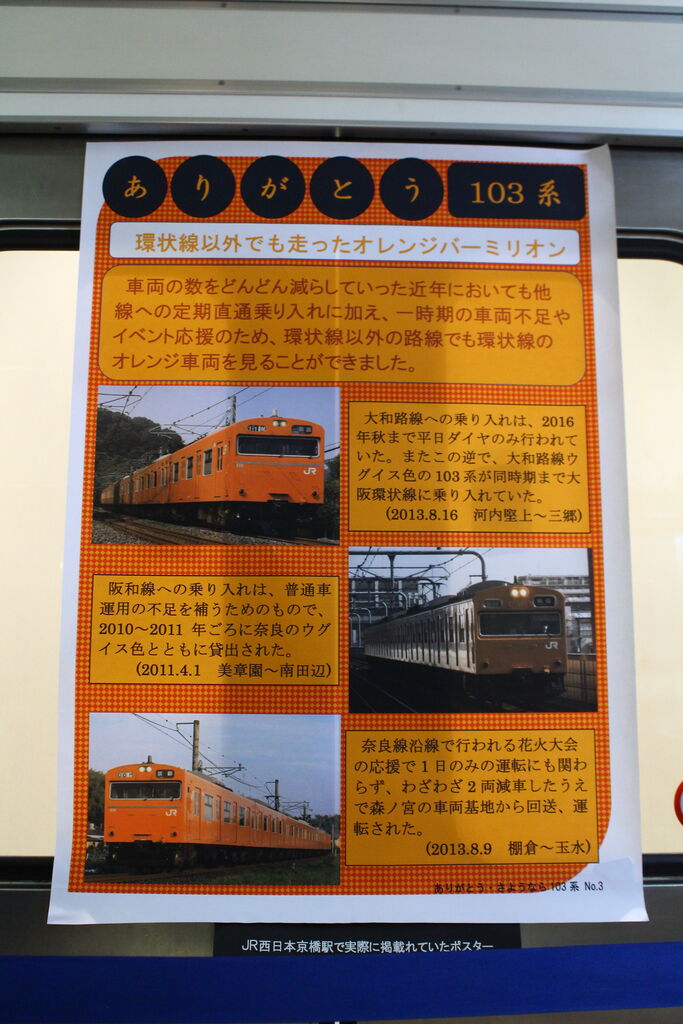 ありがとう 103系
環状線以外でも走ったオレンジバーミリオン
車両の数をどんどん減らしていった近年においても他
線への定期直通乗り入れに加え、一時期の車両不足や
イベント応援のため、環状線以外の路線でも環状線の
オレンジ車両を見ることができました。
大和路線への乗り入れは、2016
年秋まで平日ダイヤのみ行われて
いた。またこの逆で、大和路線ウ
グイス色の103系が同時期まで大
阪環状線に乗り入れていた。
(2013.8.16 河内堅上～三郷)
JR
阪和線への乗り入れは、普通車
運用の不足を補うためのもので、
2010～2011 年ごろに奈良のウグ
イス色とともに貸出された。
(2011.4.1 美章園～南田辺)
JR
奈良線沿線で行われる花火大会
の応援で1日のみの運転にも関わ
らず、わざわざ2両減車したうえ
で森ノ宮の車両基地から回送、運
転された。
(2013.8.9 棚倉～玉水)
JR
ありがとう・さようなら103系 No.3
JR西日本京橋駅で実際に掲載されていたポスター